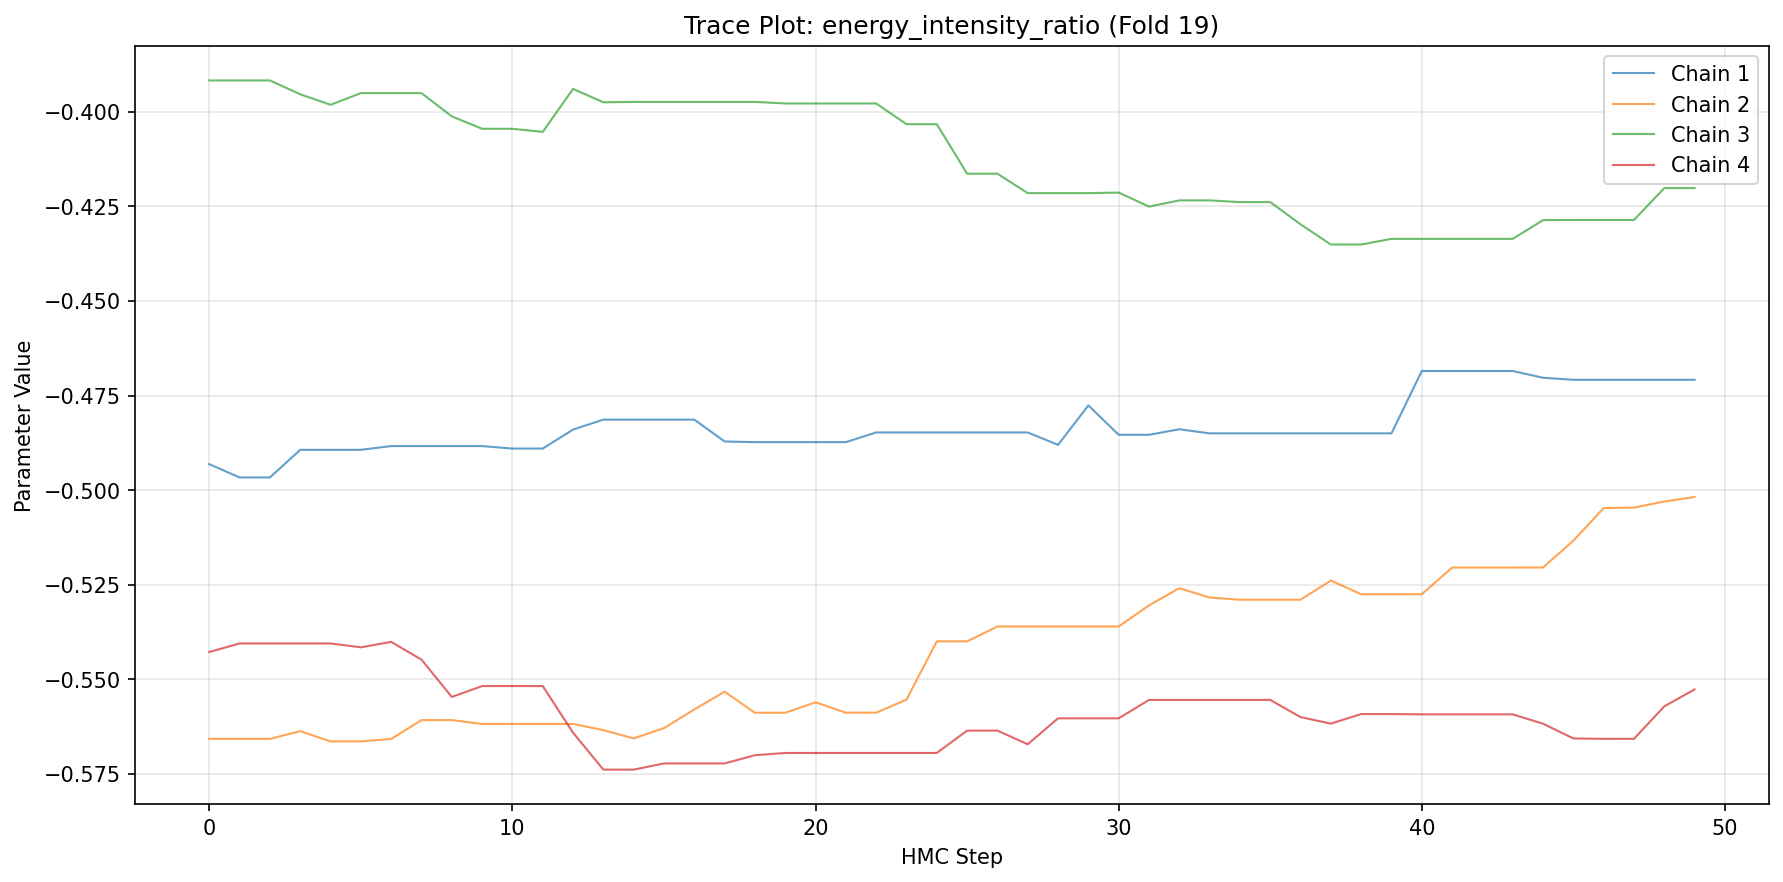 Trace Plot: energy_intensity_ratio (Fold 19)
Chain 1
Chain 2
Chain 3
Chain 4
−0.400
−0.425
−0.450
−0.475
−0.500
−0.525
−0.550
−0.575
Parameter Value
0 10 20 30 40 50
HMC Step